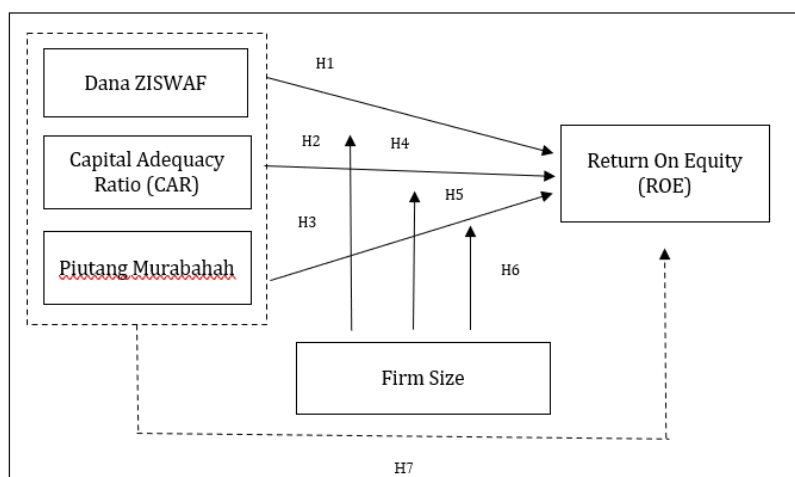 H1
Dana ZISWAF
H2
H4
Capital Adequacy
Ratio (CAR)
Return On Equity
(ROE)
H3
H5
Piutang Murabahah
H6
Firm Size
H7